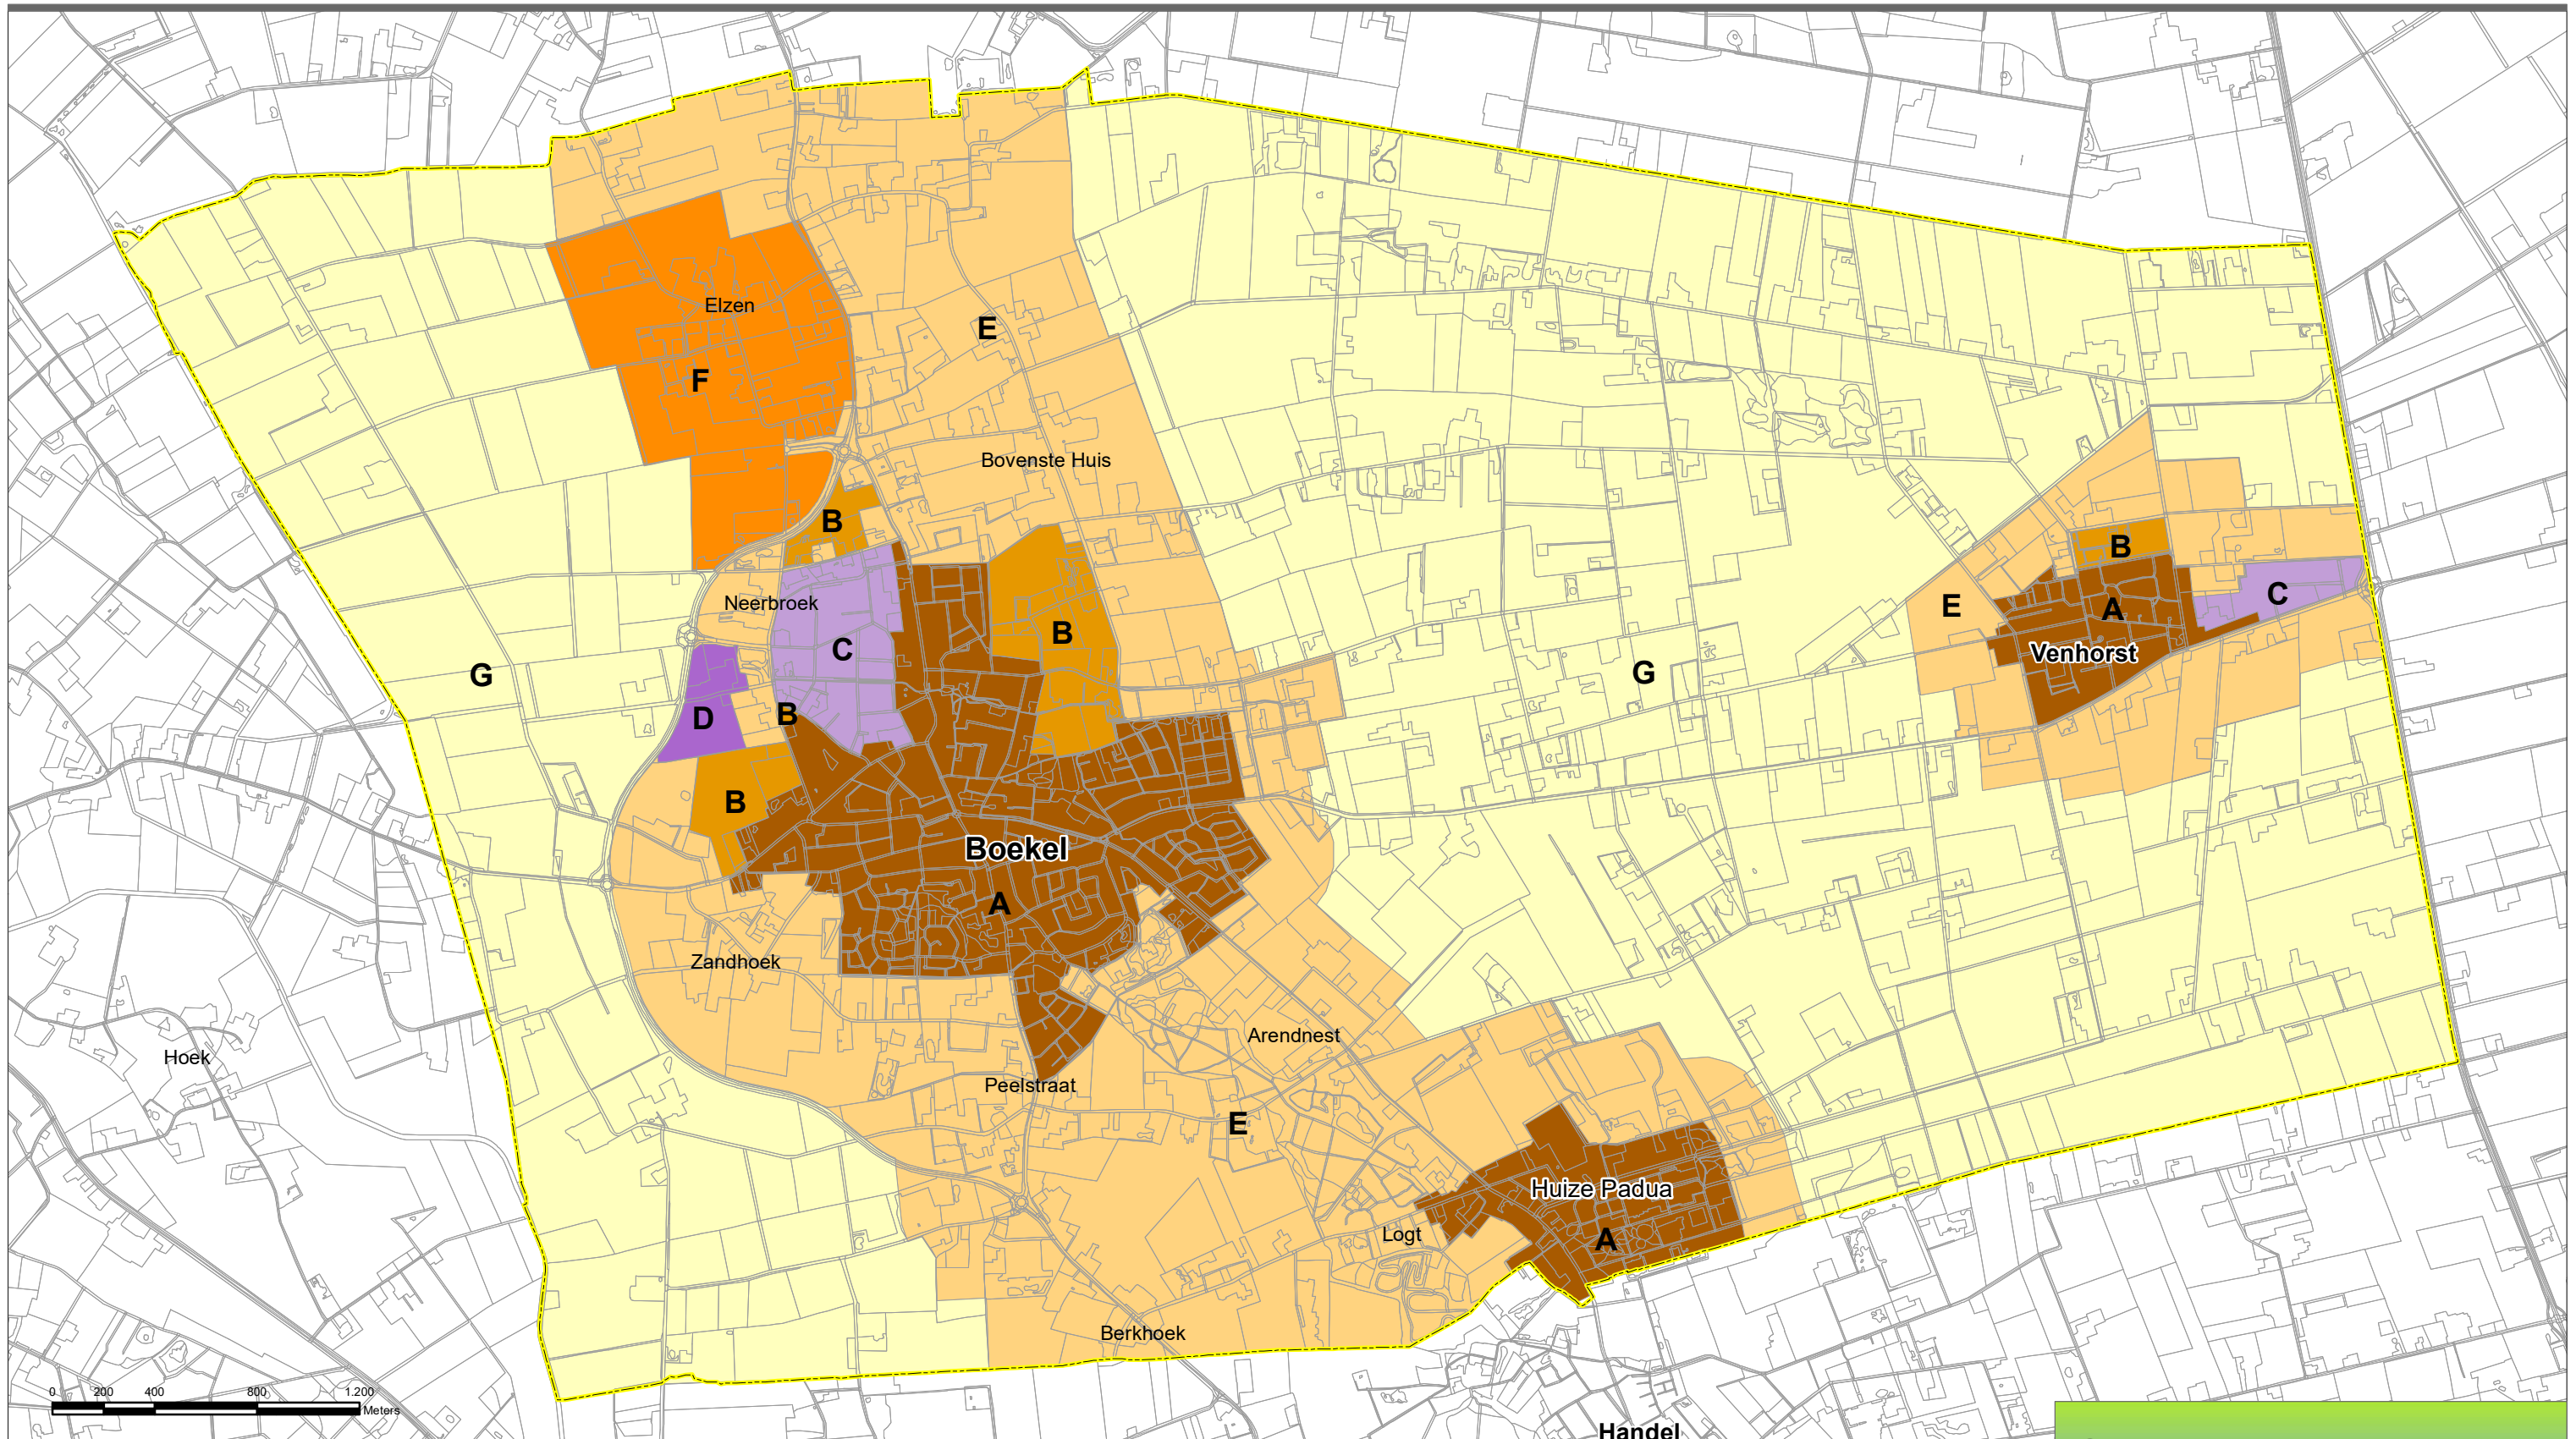 Elzen
E
F
Bovenste Huis
B
B
Neerbroek
E
A
C
B
C
Venhorst
G
G
D
B
B
Boekel
A
Zandhoek
Arendnest
Hoek
Peelstraat
E
Huize Padua
Logt
A
Berkhoek
0 200 400 800 1.200
Meters
Handel